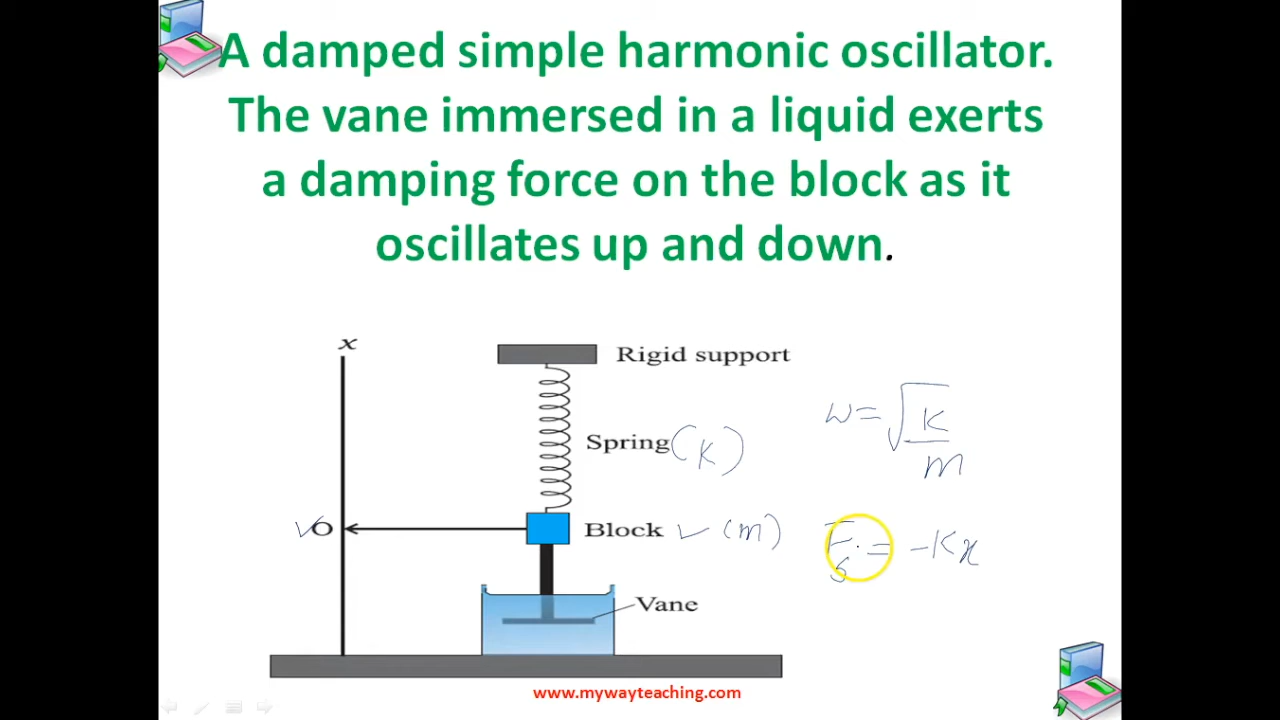 A damped simple harmonic oscillator.
The vane immersed in a liquid exerts
a damping force on the block as it
oscillates up and down.
x
Rigid support
ω = √K/m
Spring (K)
O
Block ✓ (m)
Fs = -Kx
Vane
www.mywayteaching.com